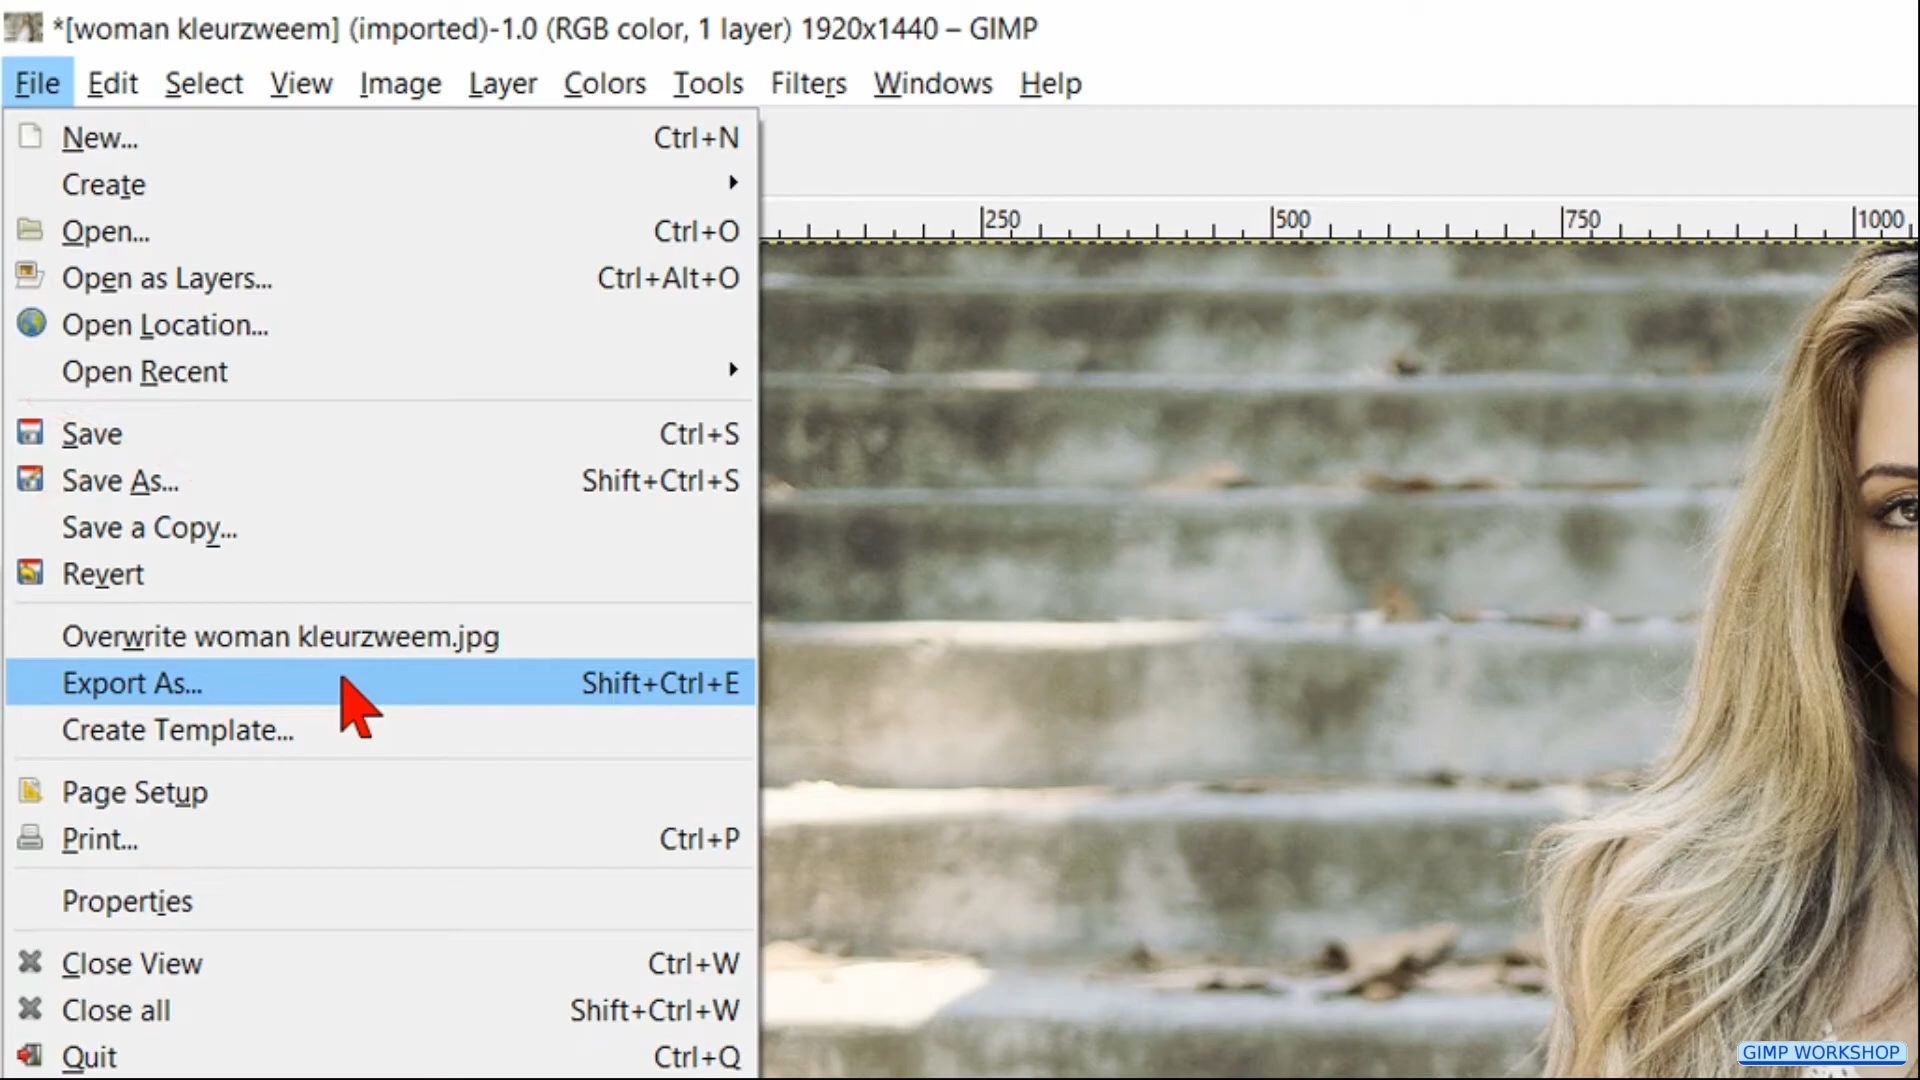 *[woman kleurzweem] (imported)-1.0 (RGB color, 1 layer) 1920x1440 – GIMP
File Edit Select View Image Layer Colors Tools Filters Windows Help
New... Ctrl+N
Create
Open... Ctrl+O
Open as Layers... Ctrl+Alt+O
Open Location...
Open Recent
Save Ctrl+S
Save As... Shift+Ctrl+S
Save a Copy...
Revert
Overwrite woman kleurzweem.jpg
Export As... Shift+Ctrl+E
Create Template...
Page Setup
Print... Ctrl+P
Properties
Close View Ctrl+W
Close all Shift+Ctrl+W
Quit Ctrl+Q
250 500 750 1000
GIMP WORKSHOP